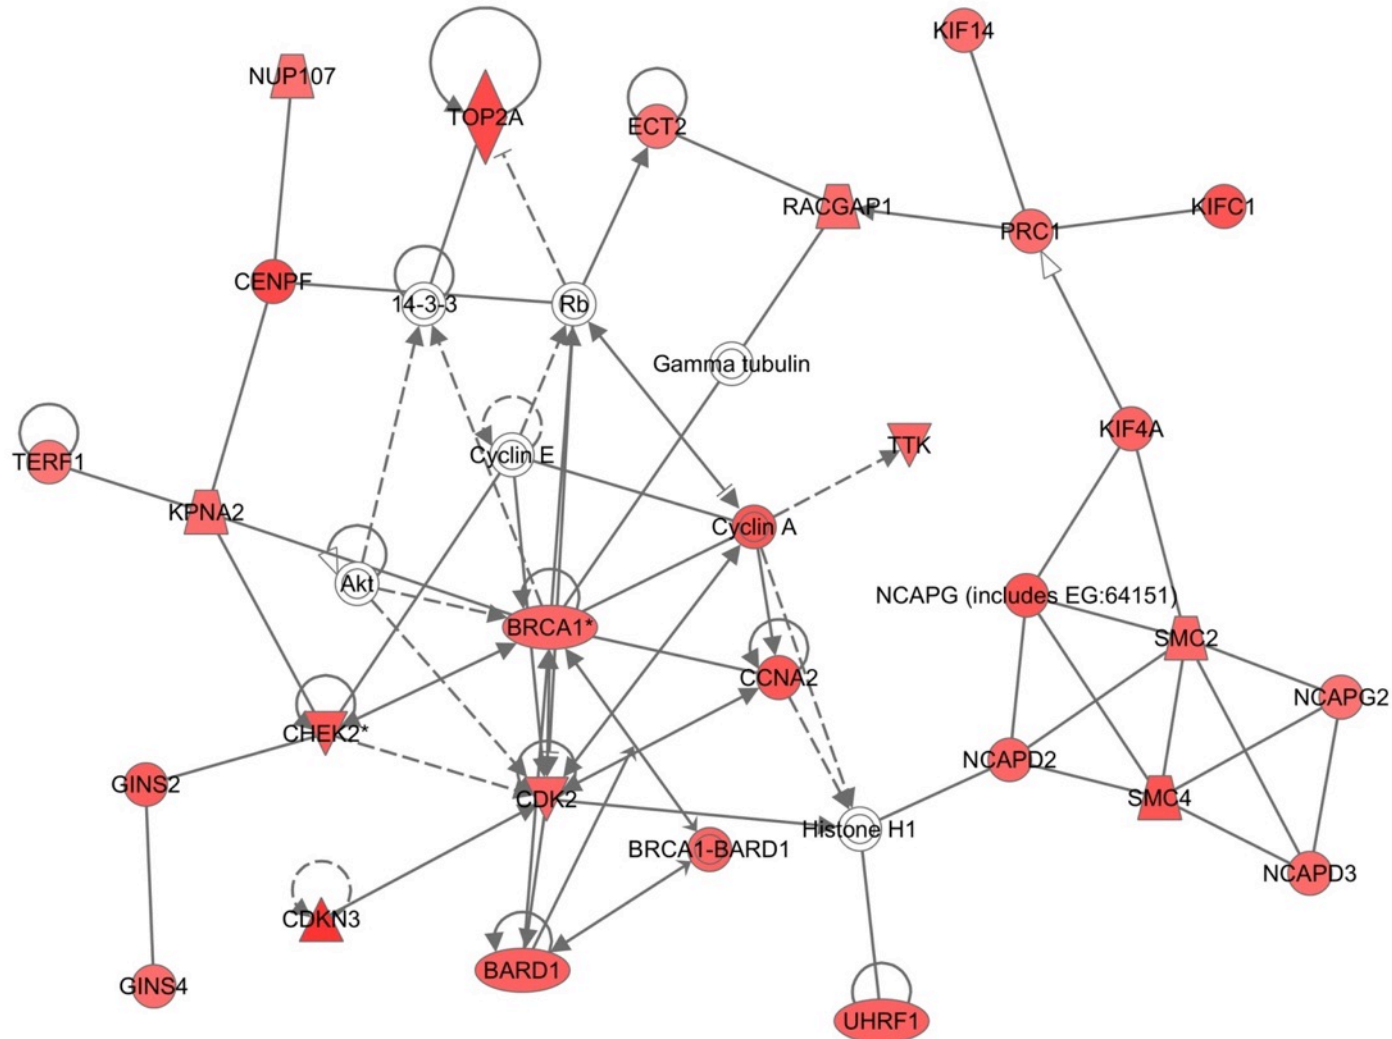 KIF14
NUP107
TOP2A
ECT2
RACGAP1
KIFC1
PRC1
CENPF
14-3-3
Rb
Gamma tubulin
KIF4A
TTK
Cyclin E
TERF1
KPNA2
Cyclin A
Akt
NCAPG (includes EG:64151)
BRCA1*
SMC2
CCNA2
NCAPG2
CHEK2*
NCAPD2
GINS2
CDK2
SMC4
Histone H1
BRCA1-BARD1
NCAPD3
CDKN3
BARD1
GINS4
UHRF1